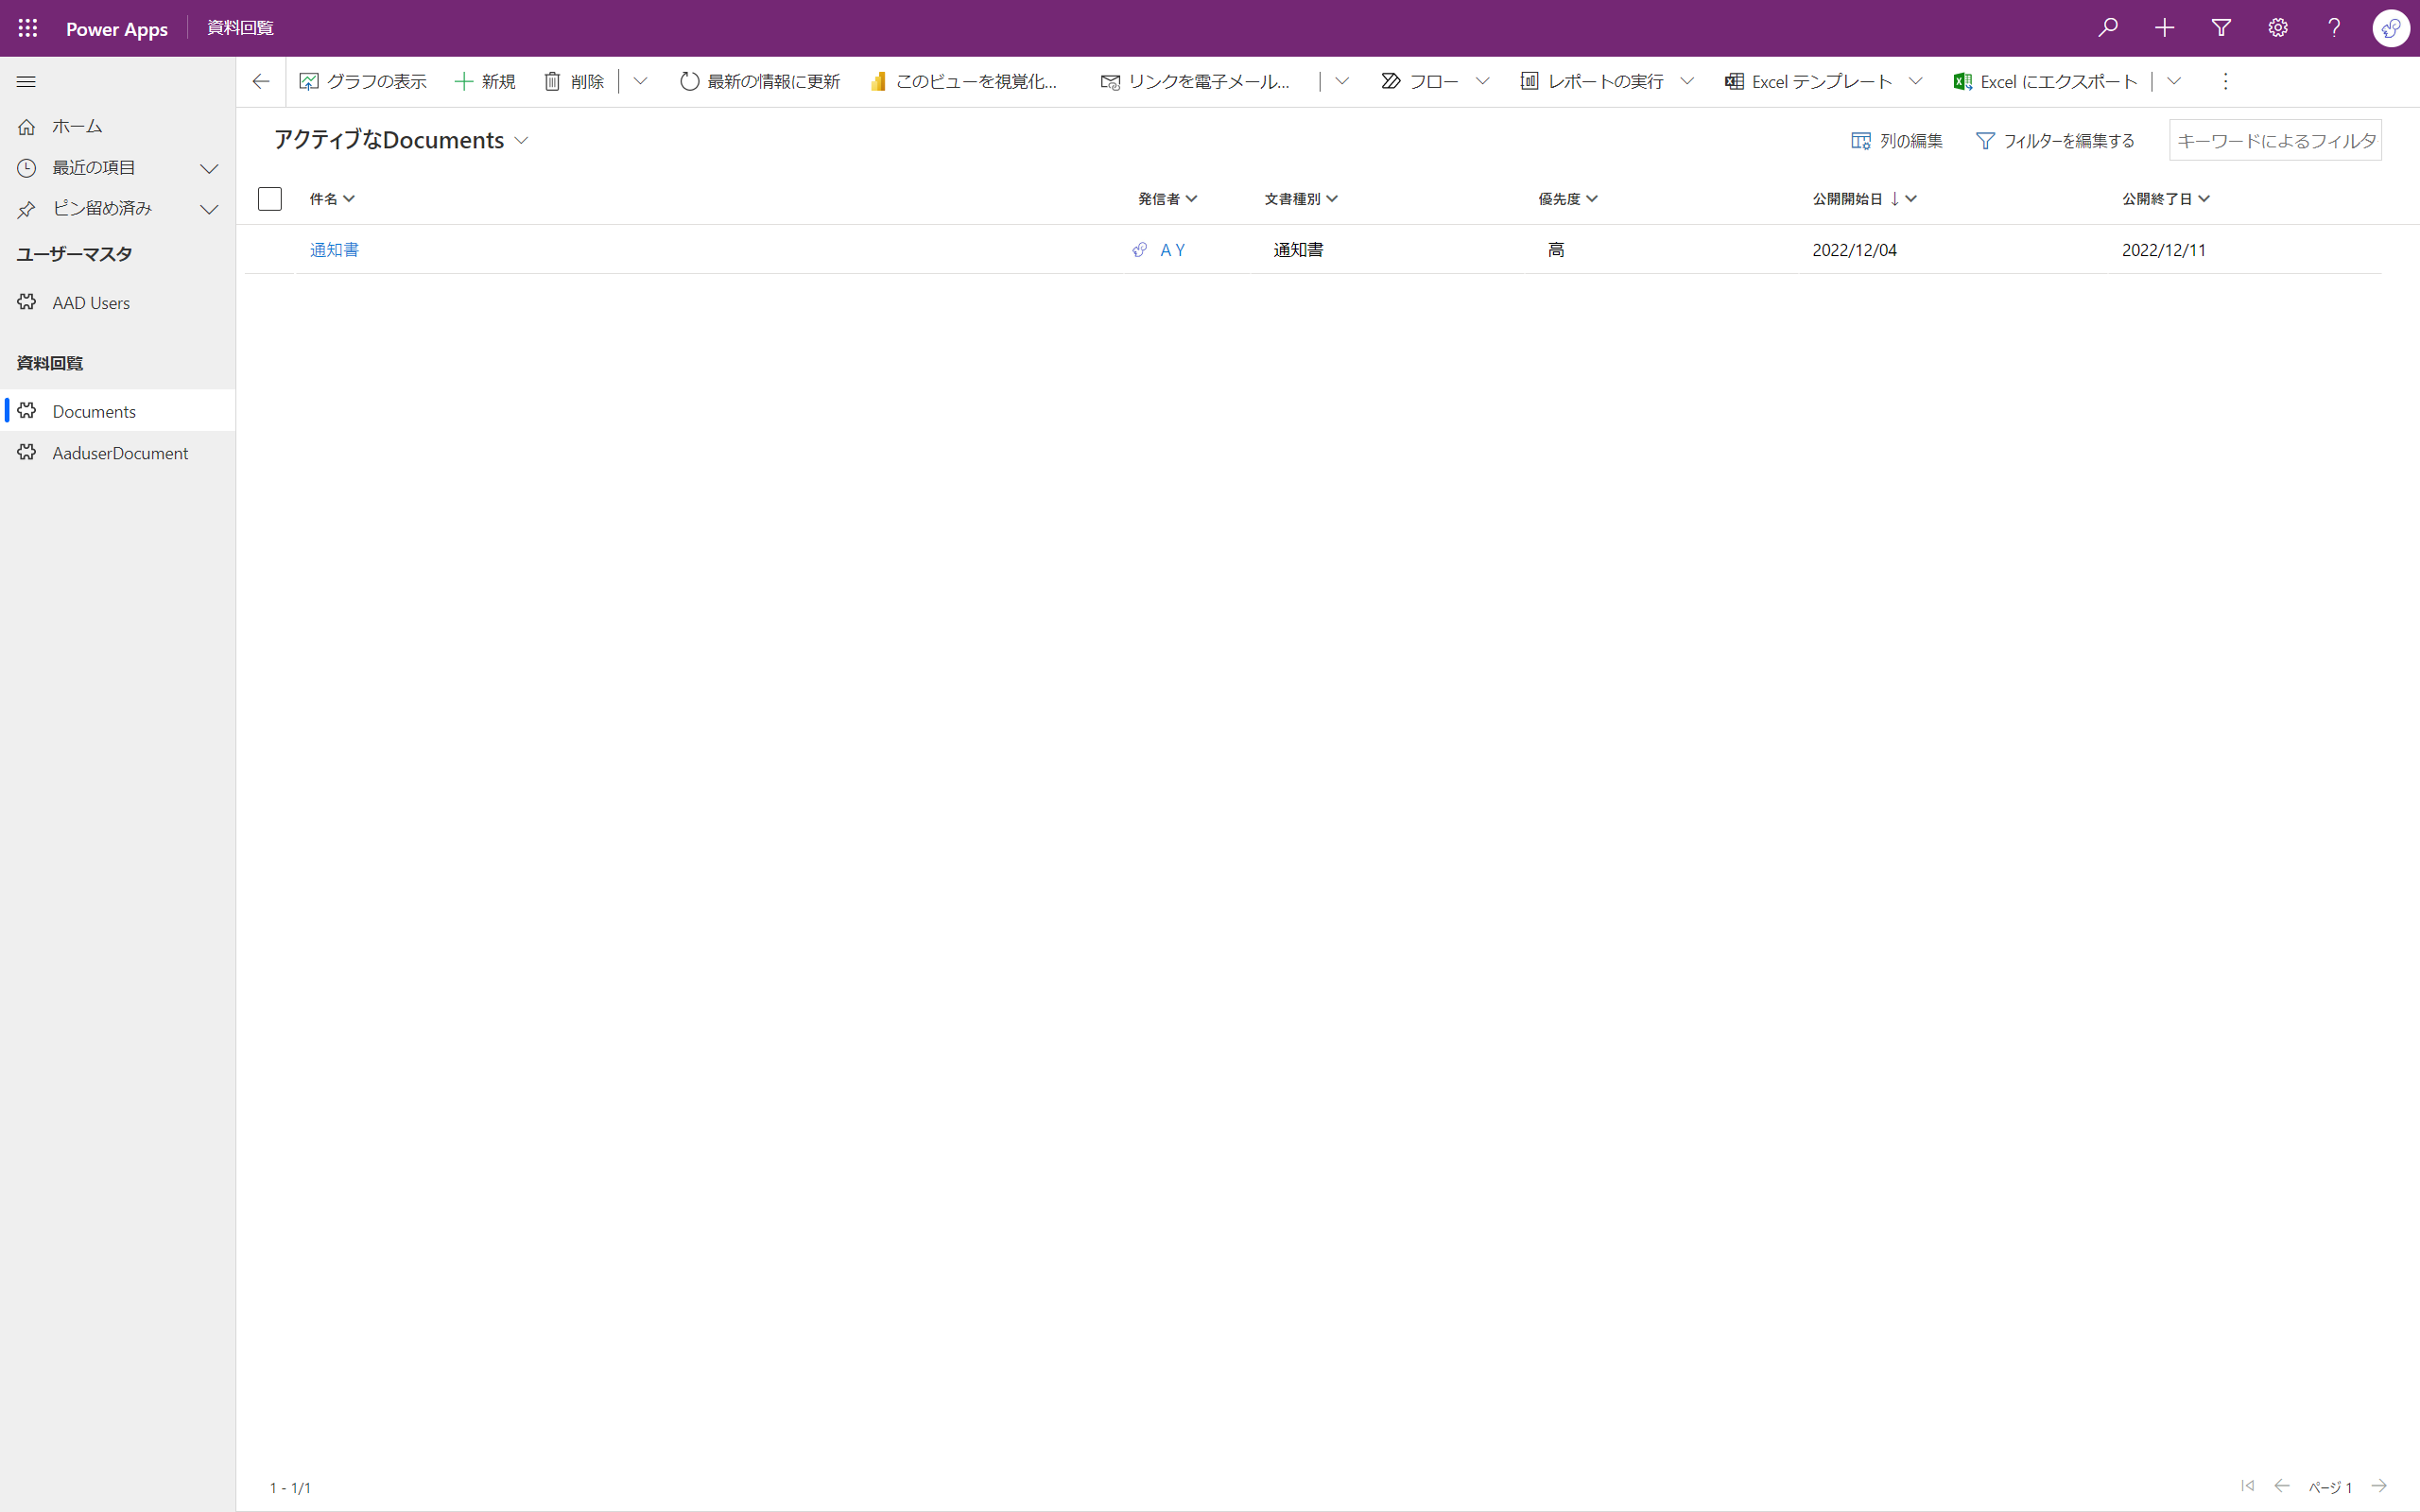 Power Apps 資料回覧
グラフの表示 新規 削除 最新の情報に更新 このビューを視覚化... リンクを電子メール... フロー レポートの実行 Excel テンプレート Excel にエクスポート
ホーム
最近の項目
ピン留め済み
ユーザーマスタ
AAD Users
資料回覧
Documents
AaduserDocument
アクティブなDocuments
列の編集 フィルターを編集する キーワードによるフィルタ
件名 発信者 文書種別 優先度 公開開始日 公開終了日
通知書 A Y 通知書 高 2022/12/04 2022/12/11
1 - 1/1
ページ 1